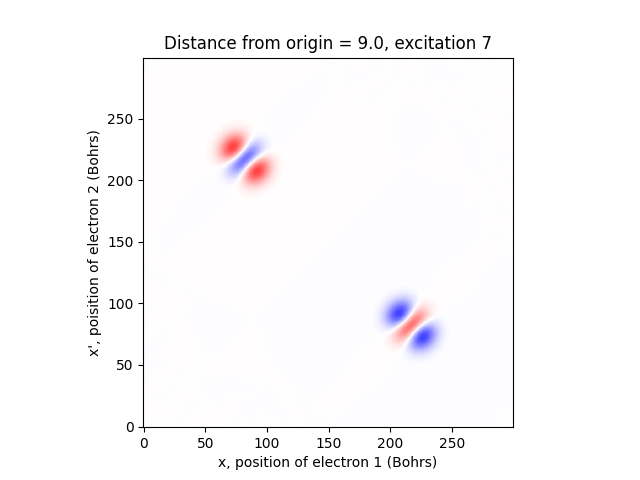 Distance from origin = 9.0, excitation 7
x', poisition of electron 2 (Bohrs)
250
200
150
100
50
0
0 50 100 150 200 250
x, position of electron 1 (Bohrs)